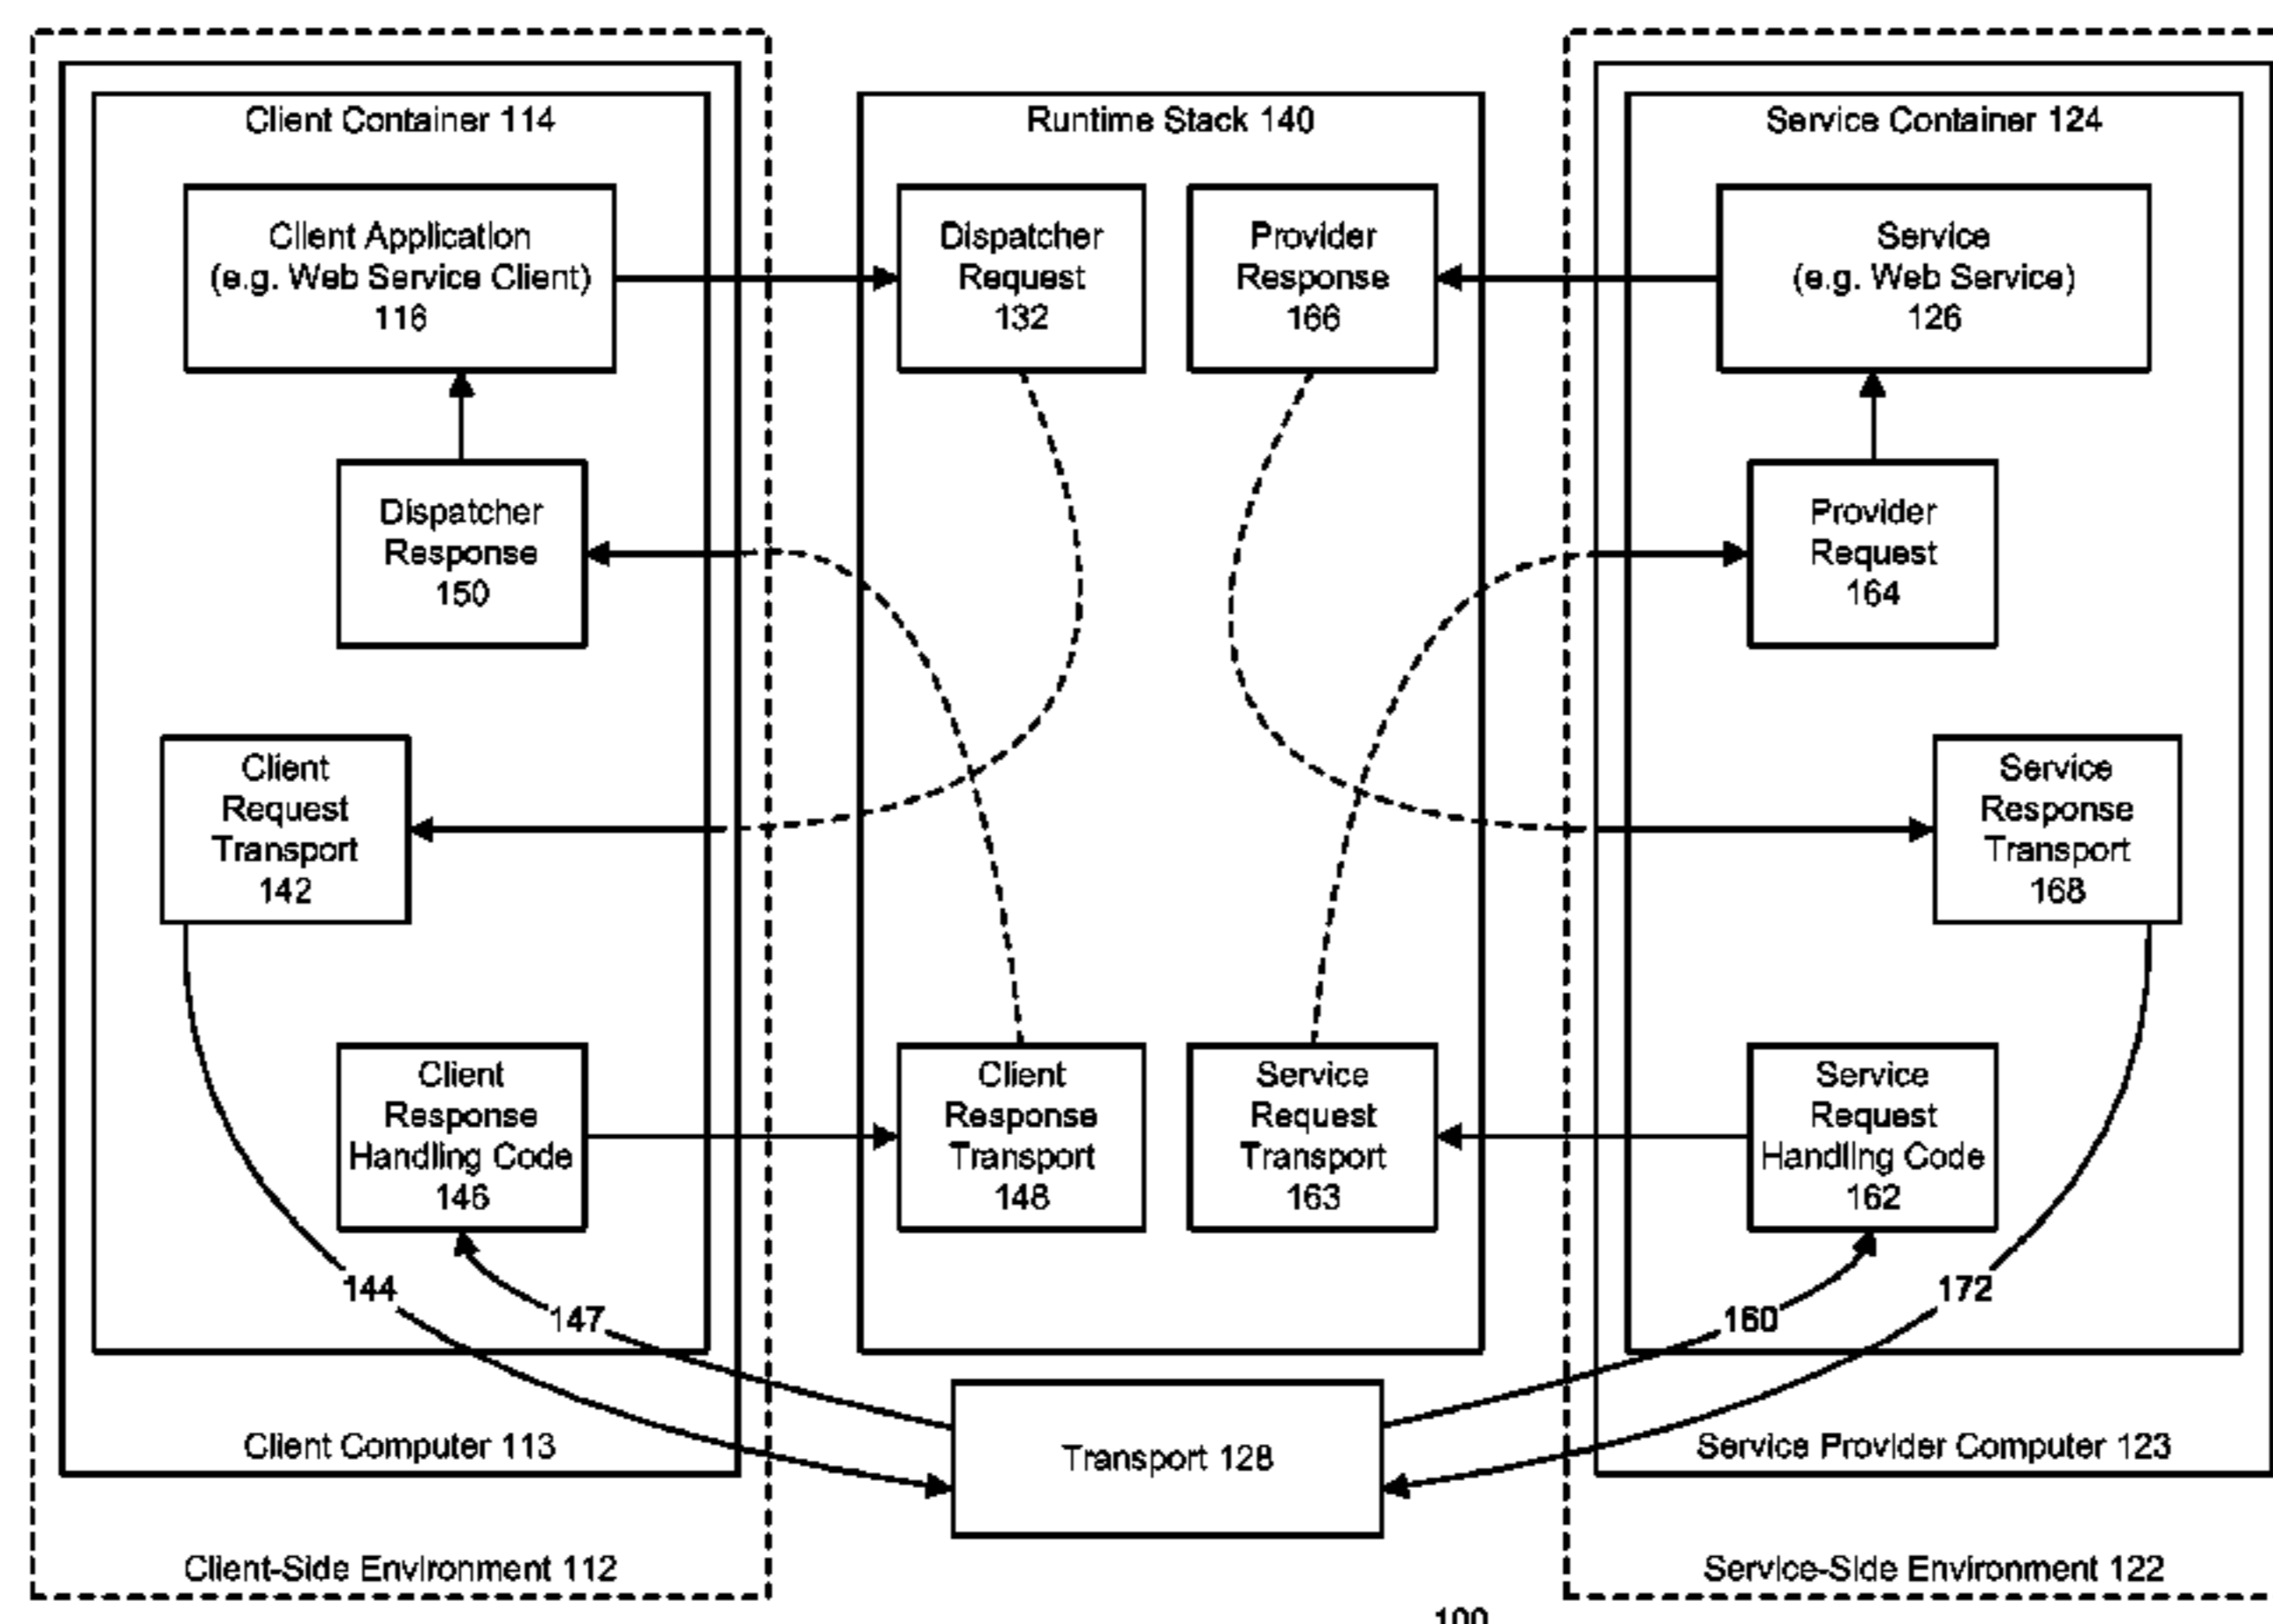 Client Container 114
Client Application
(e.g. Web Service Client)
116
Dispatcher
Response
150
Client
Request
Transport
142
Client
Response
Handling Code
146
144
147
Client Computer 113
Client-Side Environment 112
Runtime Stack 140
Dispatcher
Request
132
Provider
Response
166
Client
Response
Transport
148
Service
Request
Transport
163
Transport 128
Service Container 124
Service
(e.g. Web Service)
126
Provider
Request
164
Service
Response
Transport
168
Service
Request
Handling Code
162
160
172
Service Provider Computer 123
Service-Side Environment 122
100